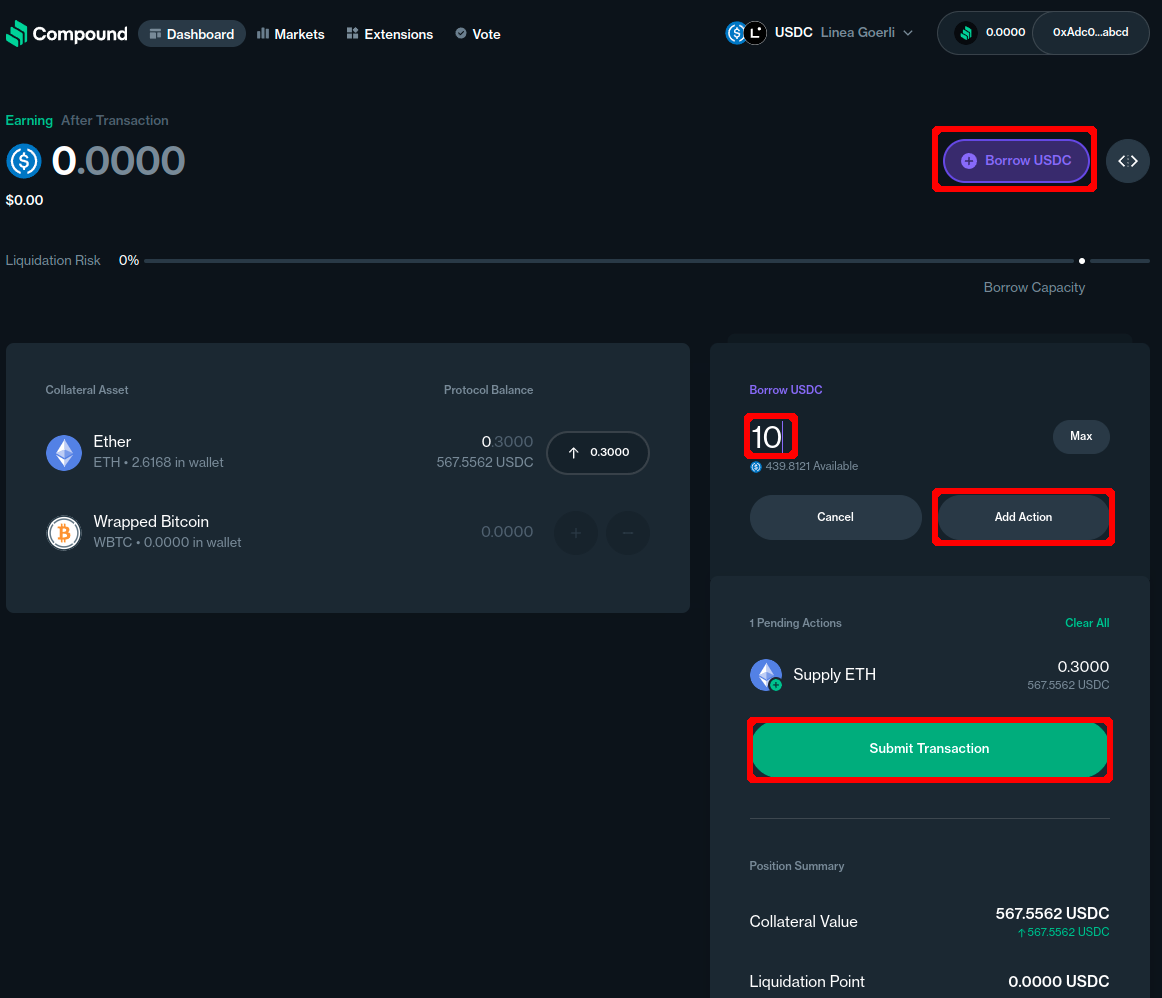 Compound Dashboard Markets Extensions Vote USDC Linea Goerli 0.0000 0xAdc0...abcd
Earning After Transaction
0.0000 Borrow USDC
$0.00
Liquidation Risk 0%
Borrow Capacity
Collateral Asset Protocol Balance
Ether 0.3000
ETH • 2.6168 in wallet 567.5562 USDC
0.3000
Wrapped Bitcoin
WBTC • 0.0000 in wallet 0.0000
Borrow USDC
10 Max
439.8121 Available
Cancel Add Action
1 Pending Actions Clear All
Supply ETH 0.3000
567.5562 USDC
Submit Transaction
Position Summary
Collateral Value 567.5562 USDC
↑567.5562 USDC
Liquidation Point 0.0000 USDC